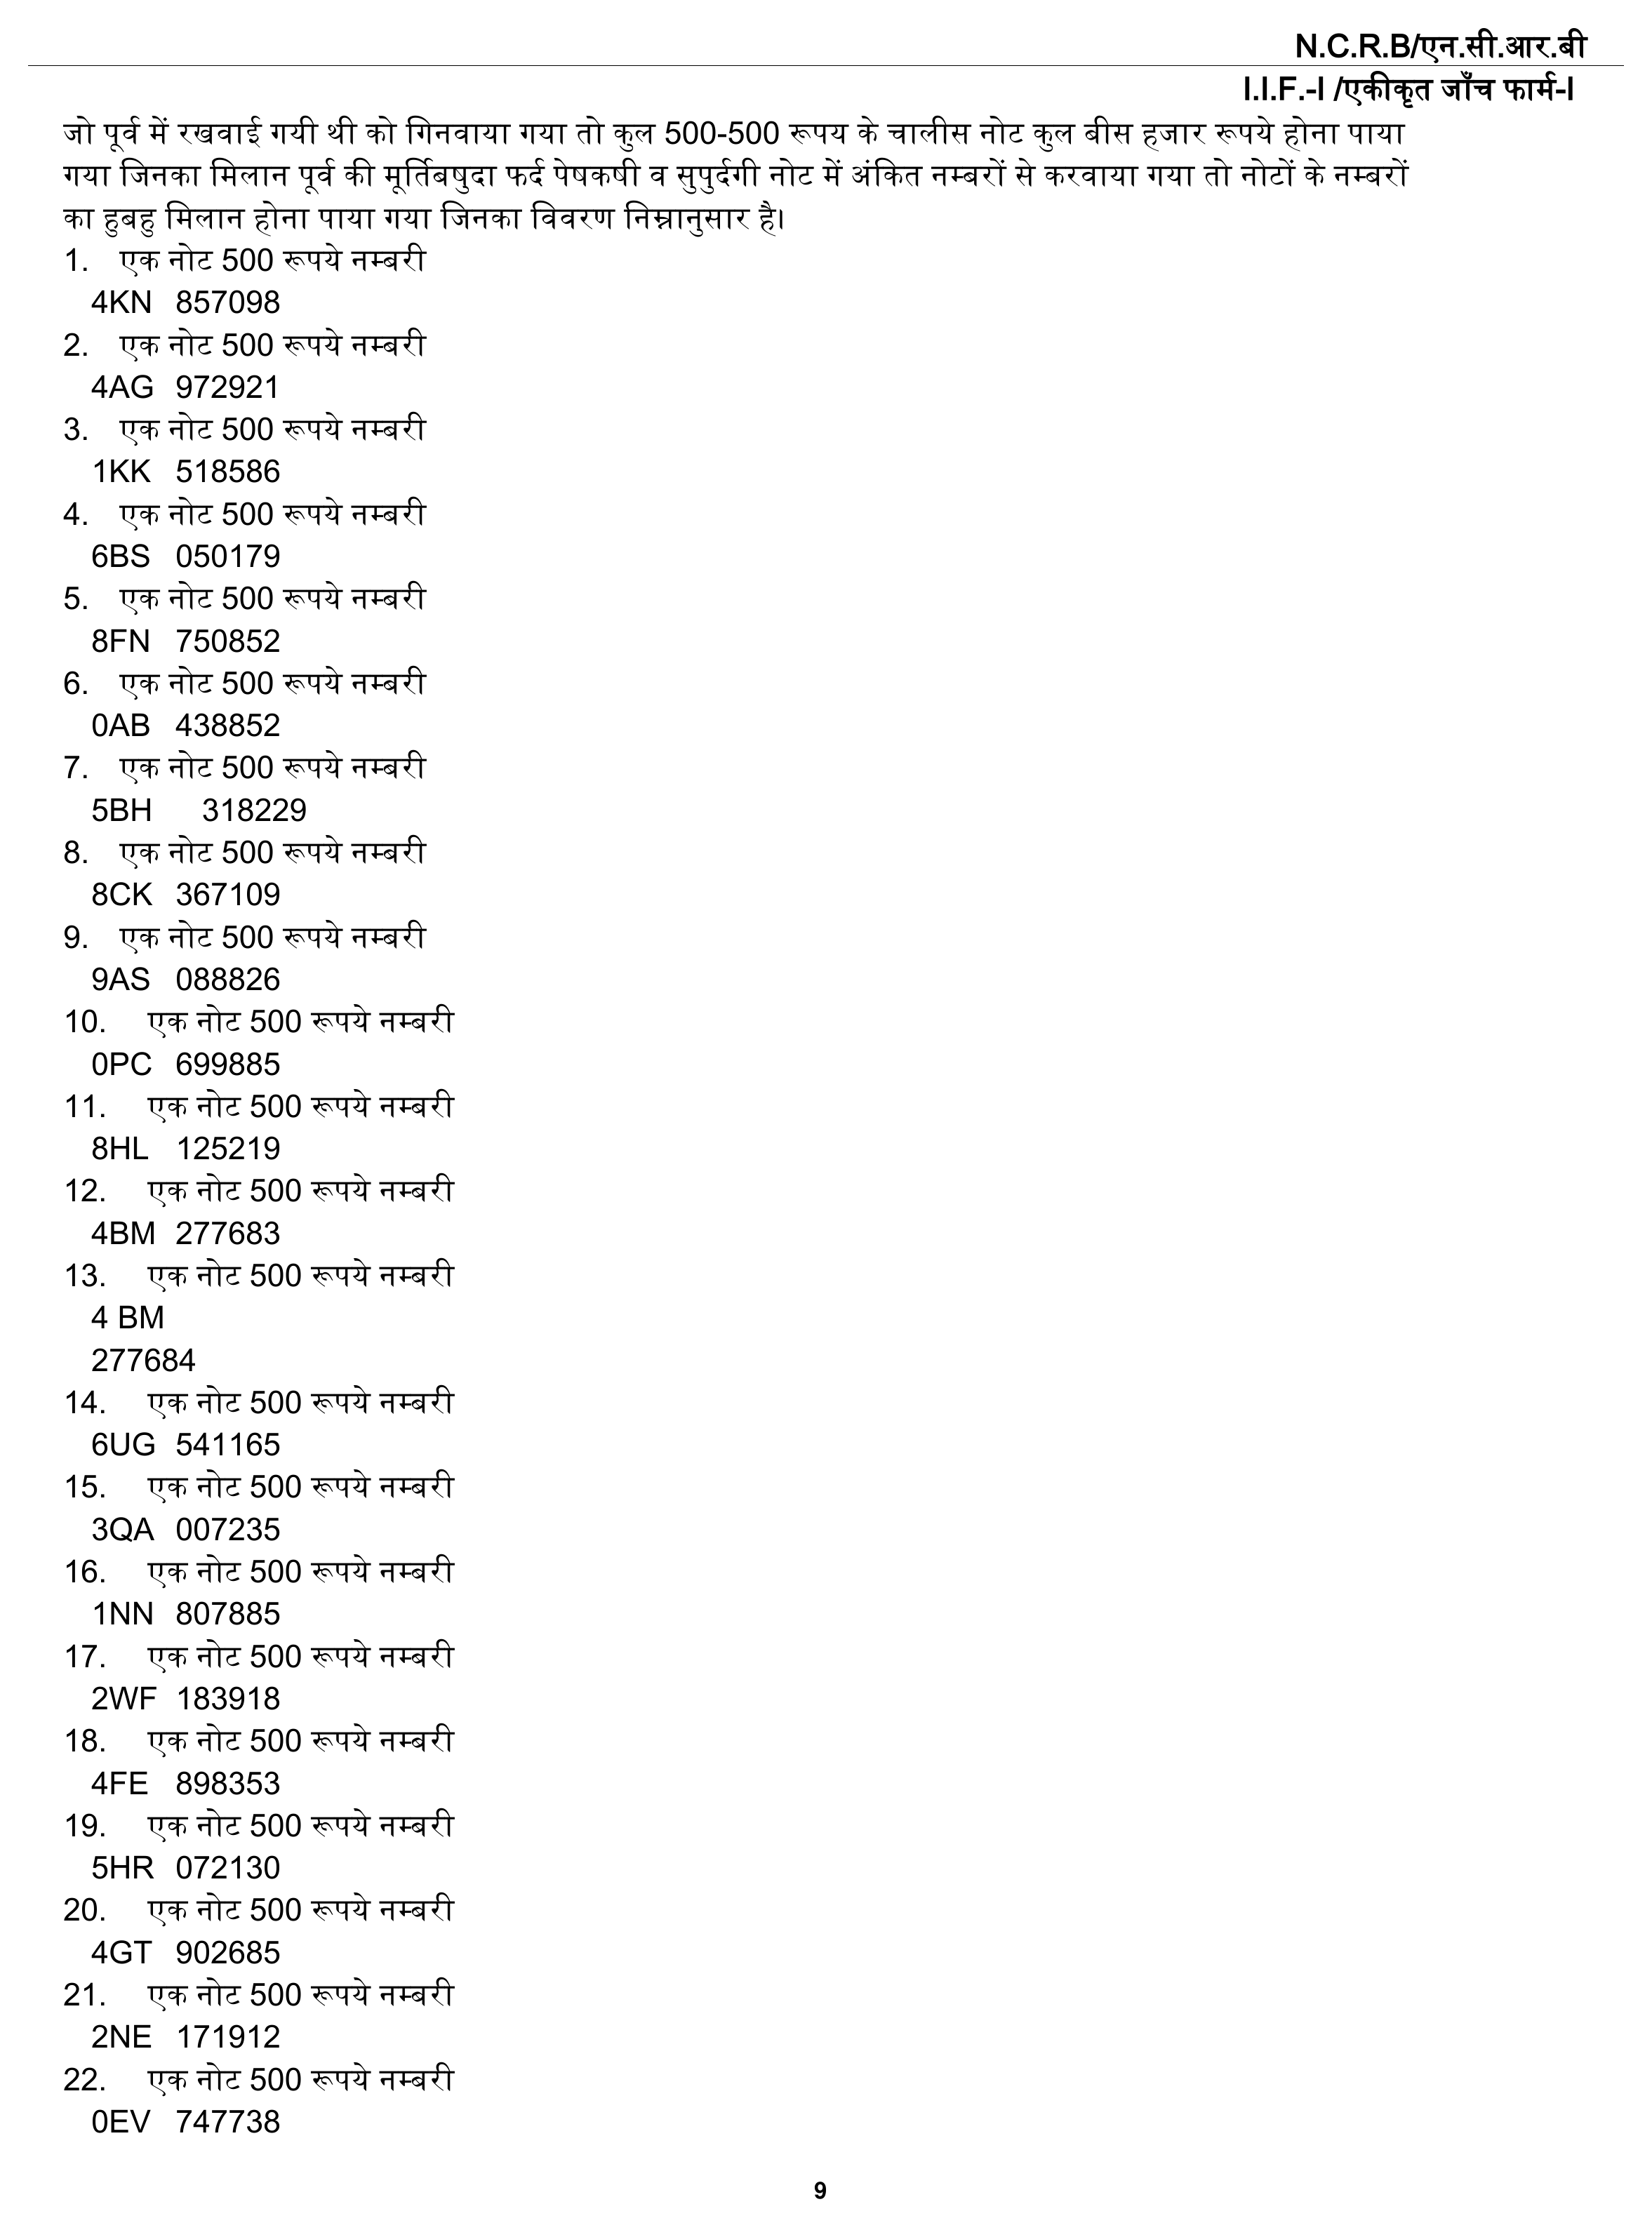 N.C.R.B/एन.सी.आर.बी
I.I.F.-I /एकीकृत जाँच फार्म-I
जो पूर्व में रखवाई गयी थी को गिनवाया गया तो कुल 500-500 रूपय के चालीस नोट कुल बीस हजार रूपये होना पाया
गया जिनका मिलान पूर्व की मूर्तिबषुदा फर्द पेषकषी व सुपुर्दगी नोट में अंकित नम्बरों से करवाया गया तो नोटों के नम्बरों
का हुबहु मिलान होना पाया गया जिनका विवरण निम्नानुसार है।
1. एक नोट 500 रूपये नम्बरी
4KN 857098
2. एक नोट 500 रूपये नम्बरी
4AG 972921
3. एक नोट 500 रूपये नम्बरी
1KK 518586
4. एक नोट 500 रूपये नम्बरी
6BS 050179
5. एक नोट 500 रूपये नम्बरी
8FN 750852
6. एक नोट 500 रूपये नम्बरी
0AB 438852
7. एक नोट 500 रूपये नम्बरी
5BH 318229
8. एक नोट 500 रूपये नम्बरी
8CK 367109
9. एक नोट 500 रूपये नम्बरी
9AS 088826
10. एक नोट 500 रूपये नम्बरी
0PC 699885
11. एक नोट 500 रूपये नम्बरी
8HL 125219
12. एक नोट 500 रूपये नम्बरी
4BM 277683
13. एक नोट 500 रूपये नम्बरी
4 BM
277684
14. एक नोट 500 रूपये नम्बरी
6UG 541165
15. एक नोट 500 रूपये नम्बरी
3QA 007235
16. एक नोट 500 रूपये नम्बरी
1NN 807885
17. एक नोट 500 रूपये नम्बरी
2WF 183918
18. एक नोट 500 रूपये नम्बरी
4FE 898353
19. एक नोट 500 रूपये नम्बरी
5HR 072130
20. एक नोट 500 रूपये नम्बरी
4GT 902685
21. एक नोट 500 रूपये नम्बरी
2NE 171912
22. एक नोट 500 रूपये नम्बरी
0EV 747738
9